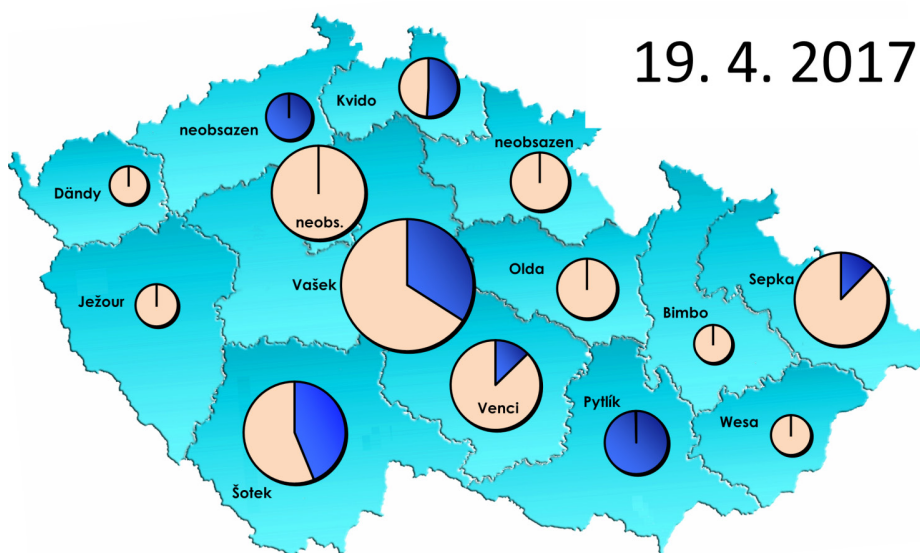 19. 4. 2017
Kvido
neobsazen
neobsazen
Dändy
neobs.
Olda
Sepka
Vašek
Ježour
Bimbo
Venci
Pytlík
Wesa
Šotek